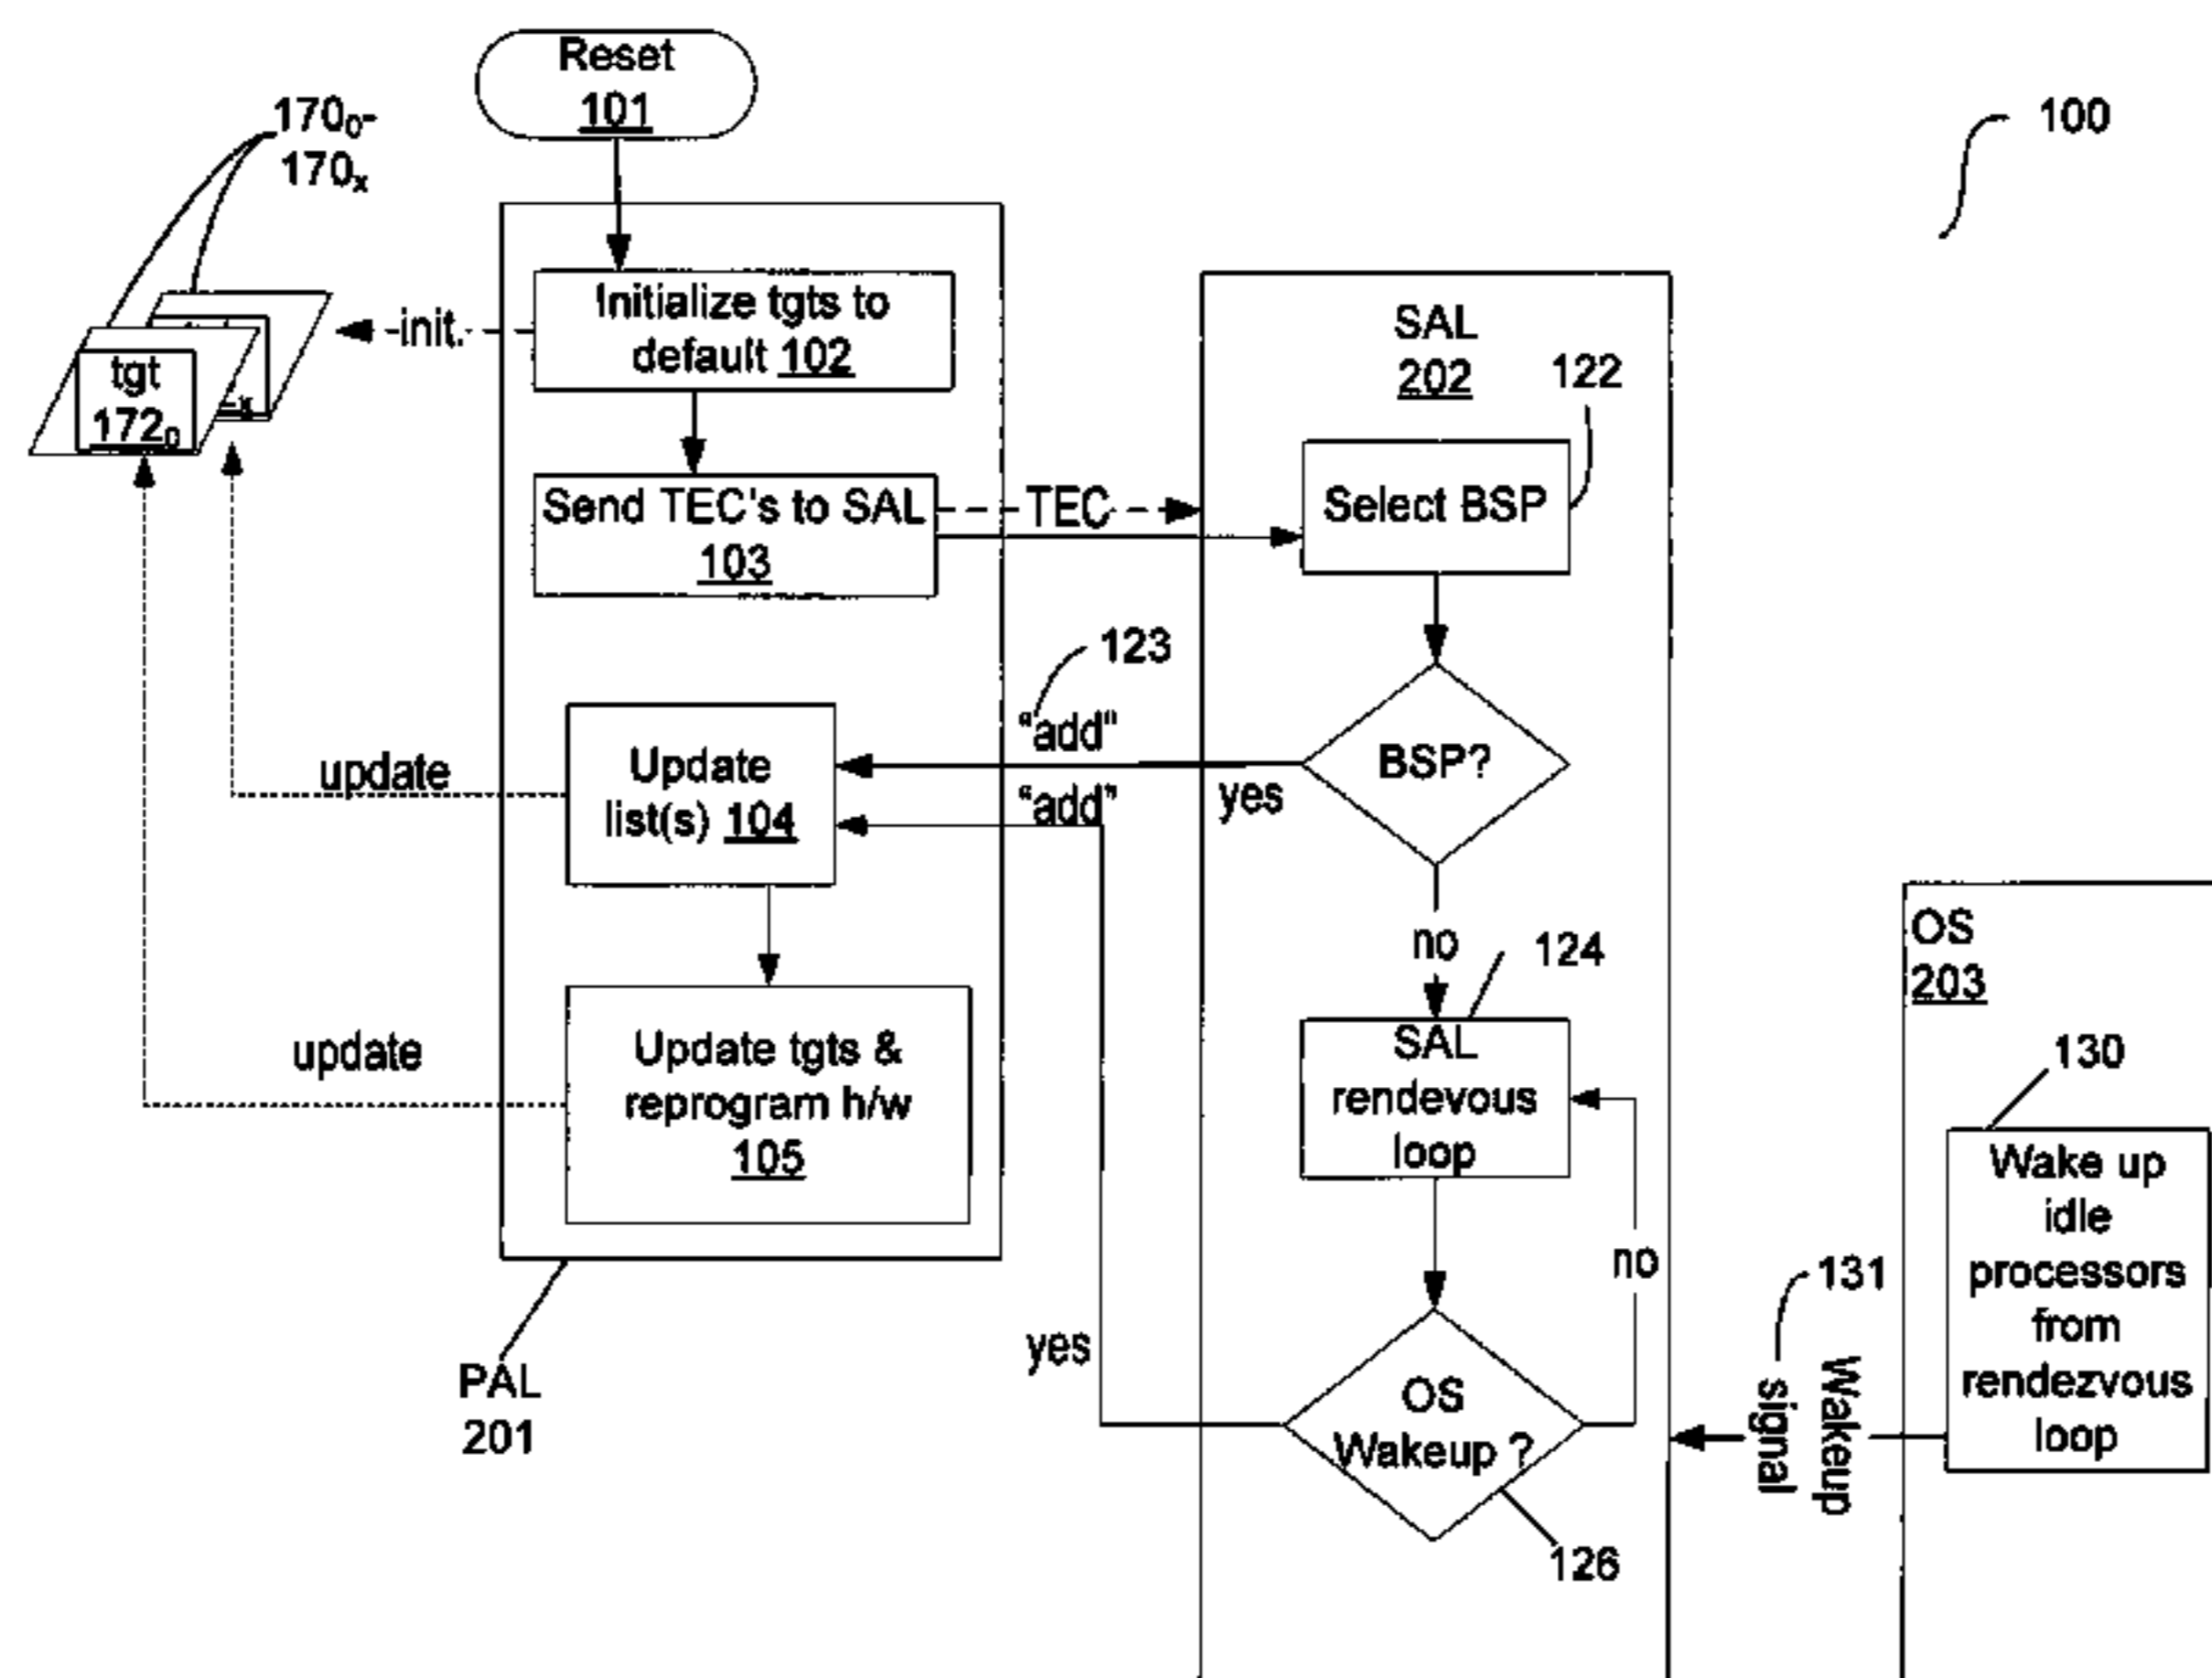 Reset
101
170₀-
170ₓ
100
Initialize tgts to
default 102
-init.-
tgt
172₀
-x
SAL
202
122
Send TEC's to SAL
103
TEC
Select BSP
123
"add"
"add"
yes
BSP?
Update
list(s) 104
update
no
124
OS
203
SAL
rendevous
loop
130
Update tgts &
reprogram h/w
105
update
Wake up
idle
processors
from
rendezvous
loop
no
131
Wakeup
signal
yes
OS
Wakeup ?
126
PAL
201